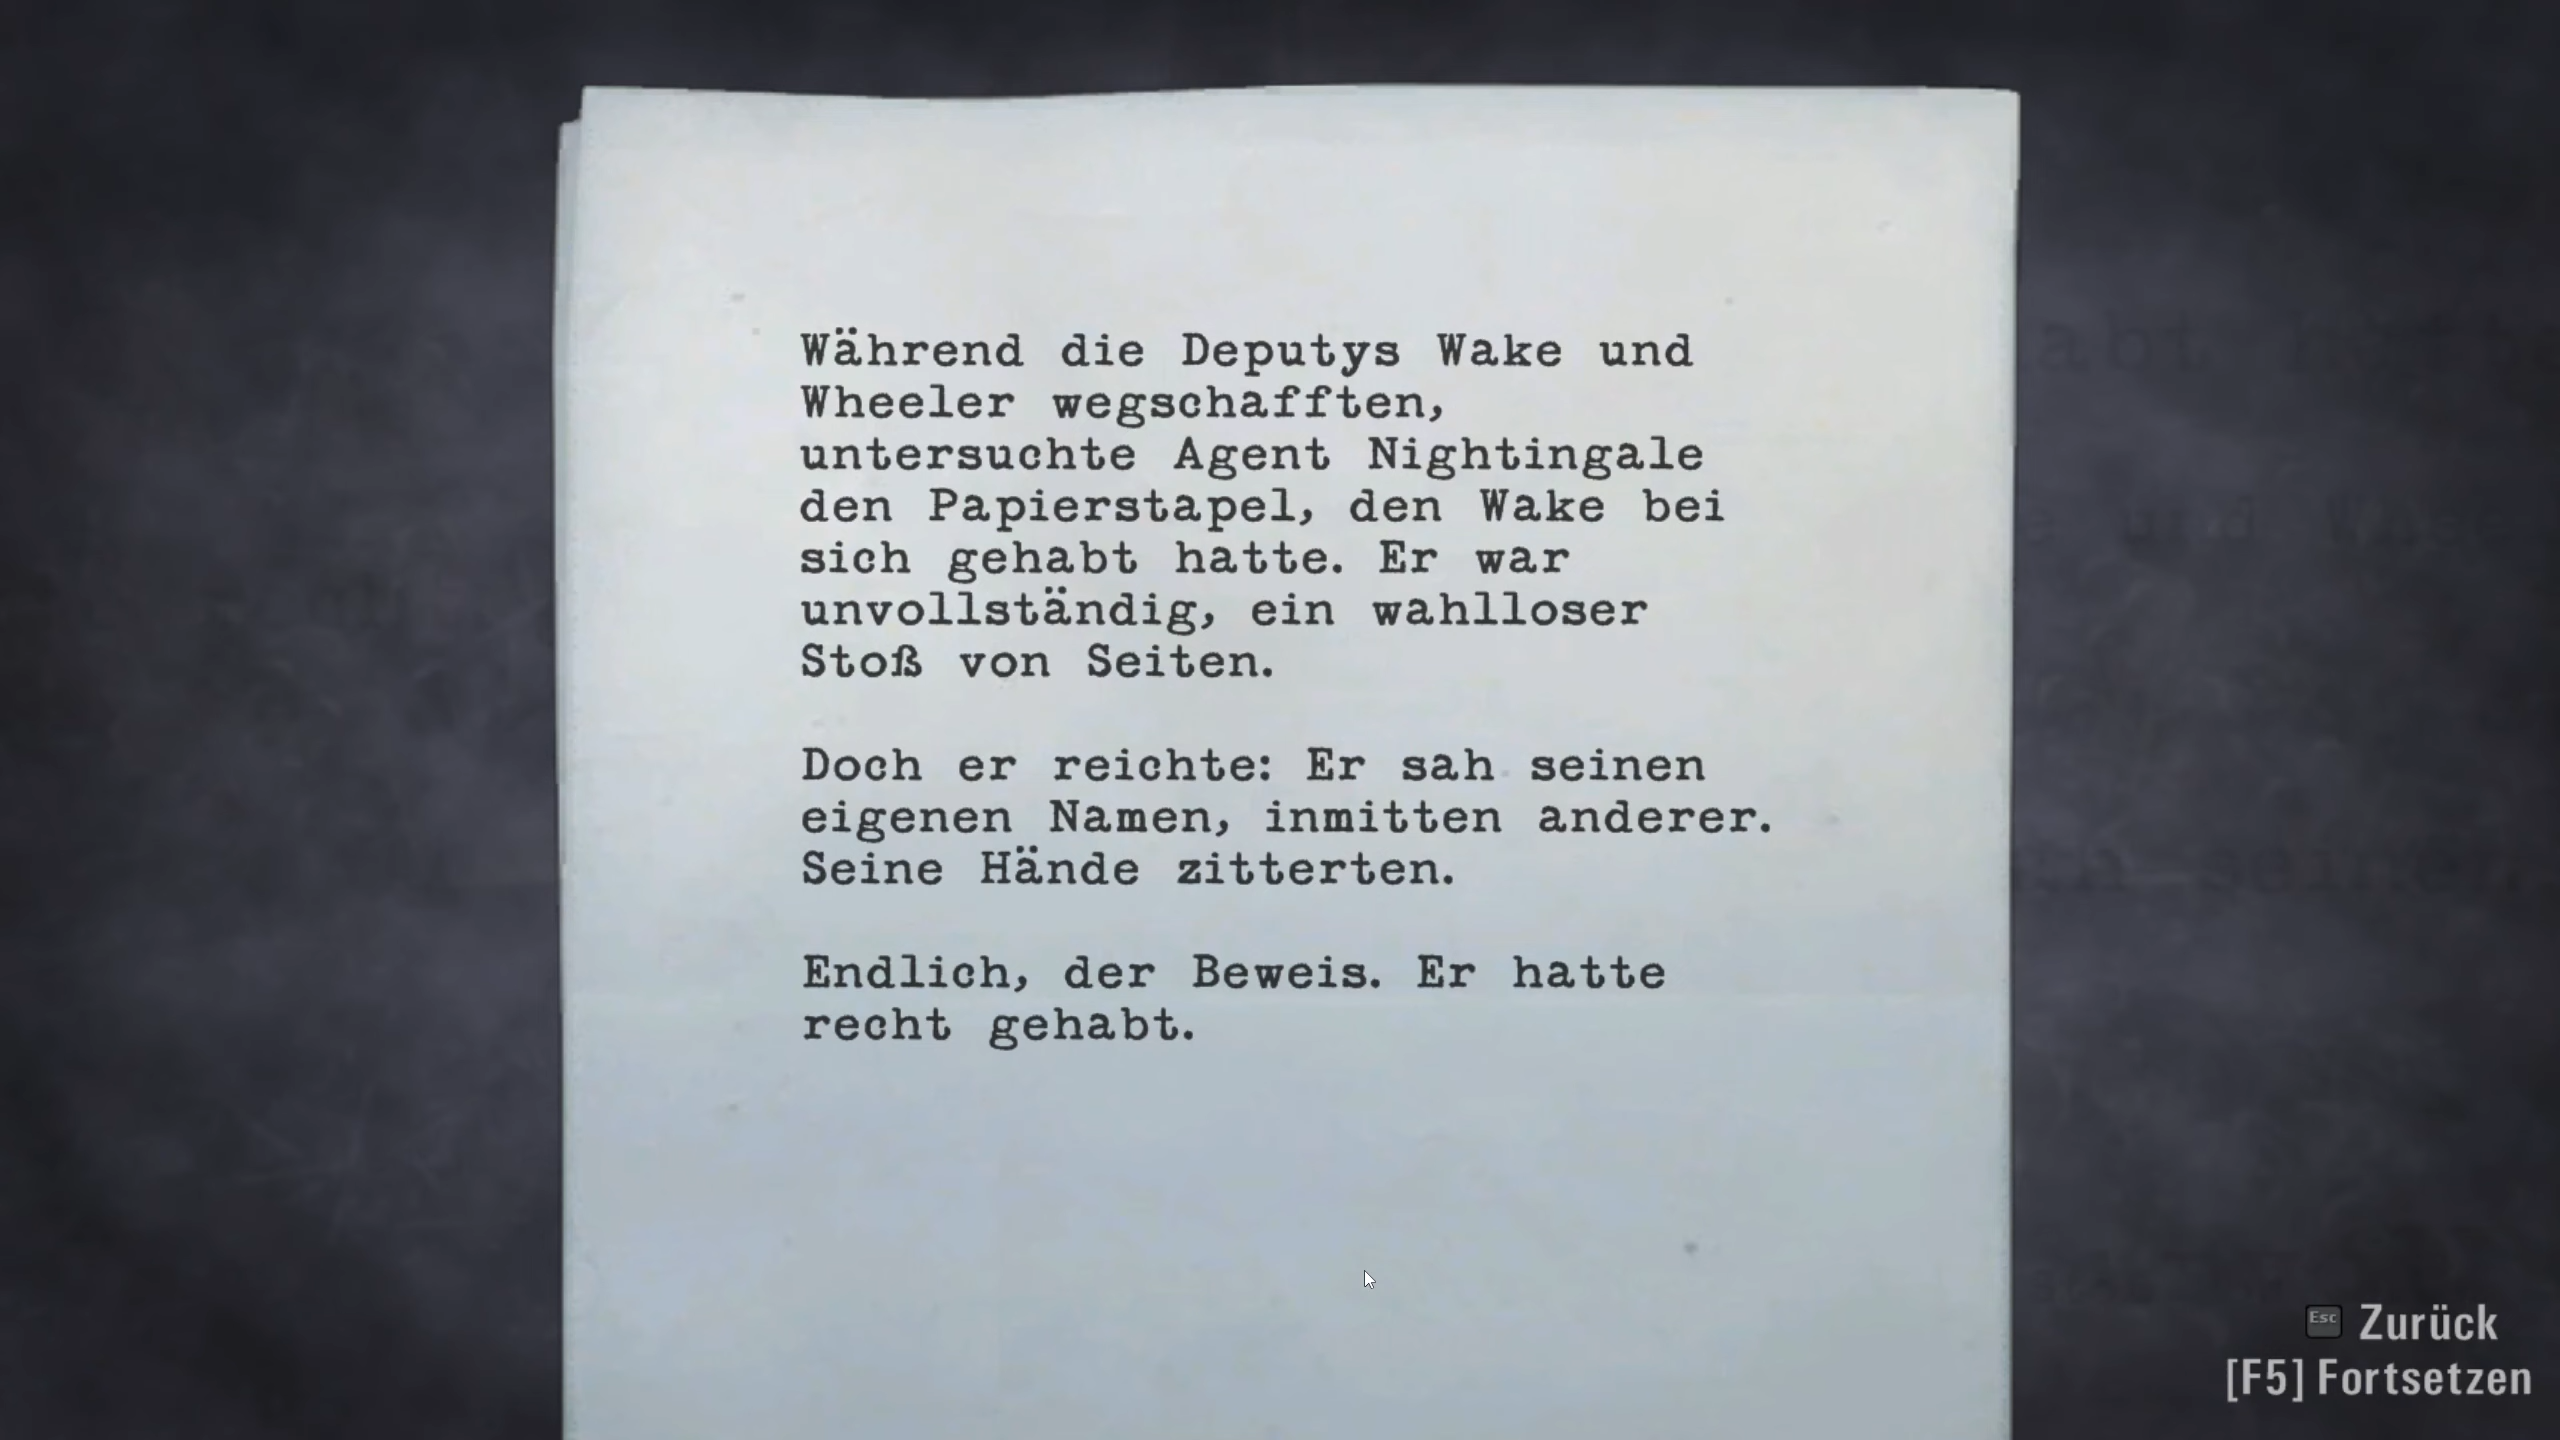 Während die Deputys Wake und
Wheeler wegschafften,
untersuchte Agent Nightingale
den Papierstapel, den Wake bei
sich gehabt hatte. Er war
unvollständig, ein wahlloser
Stoß von Seiten.
Doch er reichte: Er sah seinen
eigenen Namen, inmitten anderer.
Seine Hände zitterten.
Endlich, der Beweis. Er hatte
recht gehabt.
Esc Zurück
[F5] Fortsetzen